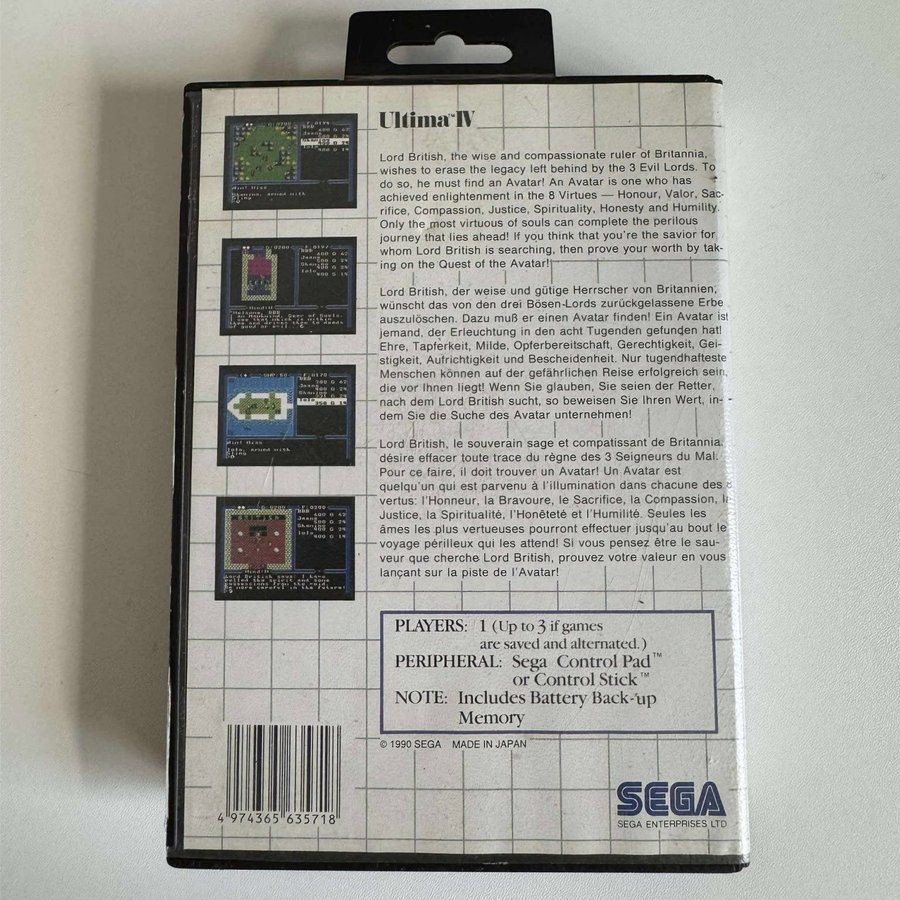 Ultima™ IV
Lord British, the wise and compassionate ruler of Britannia,
wishes to erase the legacy left behind by the 3 Evil Lords. To
do so, he must find an Avatar! An Avatar is one who has
achieved enlightenment in the 8 Virtues — Honour, Valor, Sac-
rifice, Compassion, Justice, Spirituality, Honesty and Humility.
Only the most virtuous of souls can complete the perilous
journey that lies ahead! If you think that you're the savior for
whom Lord British is searching, then prove your worth by tak-
ing on the Quest of the Avatar!
Lord British, der weise und gütige Herrscher von Britannien,
wünscht das von den drei Bösen-Lords zurückgelassene Erbe
auszulöschen. Dazu muß er einen Avatar finden! Ein Avatar ist
jemand, der Erleuchtung in den acht Tugenden gefunden hat!
Ehre, Tapferkeit, Milde, Opferbereitschaft, Gerechtigkeit, Gei-
stigkeit, Aufrichtigkeit und Bescheidenheit. Nur tugendhafteste
Menschen können auf der gefährlichen Reise erfolgreich sein,
die vor Ihnen liegt! Wenn Sie glauben, Sie seien der Retter,
nach dem Lord British sucht, so beweisen Sie Ihren Wert, in-
dem Sie die Suche des Avatar unternehmen!
Lord British, le souverain sage et compatissant de Britannia,
désire effacer toute trace du règne des 3 Seigneurs du Mal.
Pour ce faire, il doit trouver un Avatar! Un Avatar est
quelqu'un qui est parvenu à l'illumination dans chacune des 8
vertus: l'Honneur, la Bravoure, le Sacrifice, la Compassion, la
Justice, la Spiritualité, l'Honêteté et l'Humilité. Seules les
âmes les plus vertueuses pourront effectuer jusqu'au bout le
voyage périlleux qui les attend! Si vous pensez être le sau-
veur que cherche Lord British, prouvez votre valeur en vous
lançant sur la piste de l'Avatar!
PLAYERS: 1 (Up to 3 if games
are saved and alternated.)
PERIPHERAL: Sega Control Pad™
or Control Stick™
NOTE: Includes Battery Back-up
Memory
© 1990 SEGA MADE IN JAPAN
4 974365 635718
SEGA
SEGA ENTERPRISES LTD.